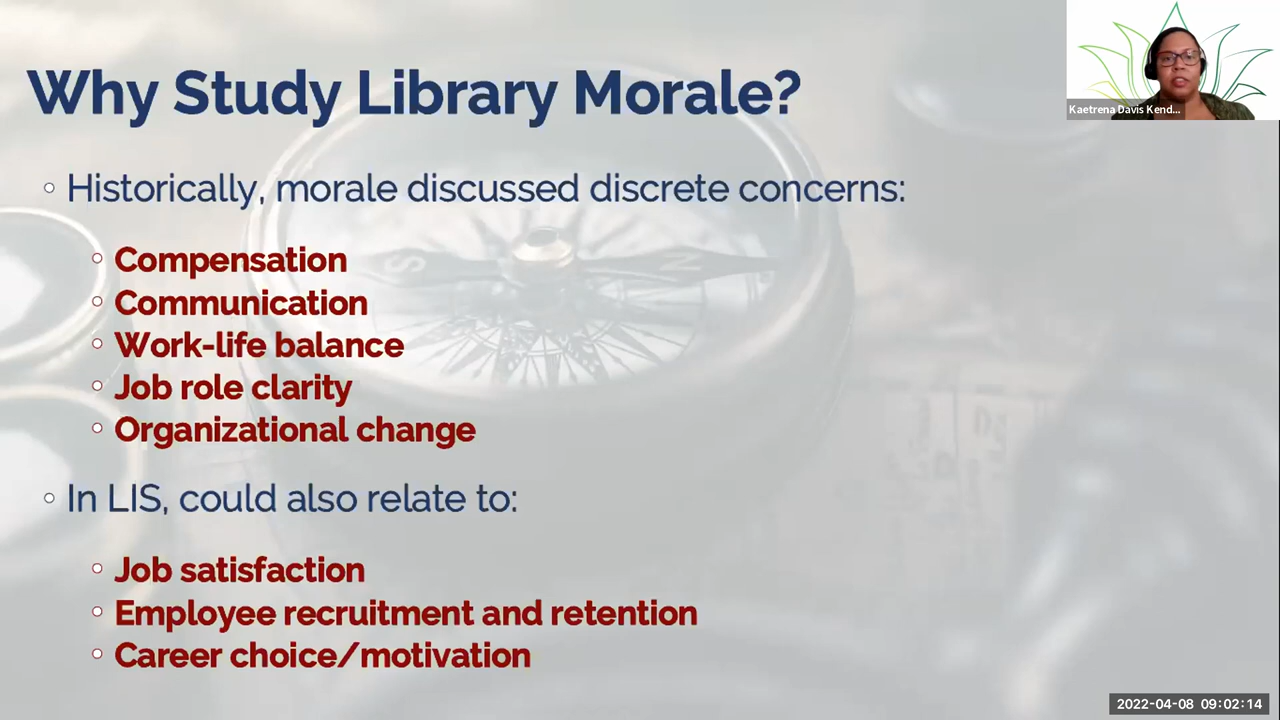 Why Study Library Morale?
Kaetrena Davis Kend...
Historically, morale discussed discrete concerns:
Compensation
Communication
Work-life balance
Job role clarity
Organizational change
In LIS, could also relate to:
Job satisfaction
Employee recruitment and retention
Career choice/motivation
2022-04-08 09:02:14